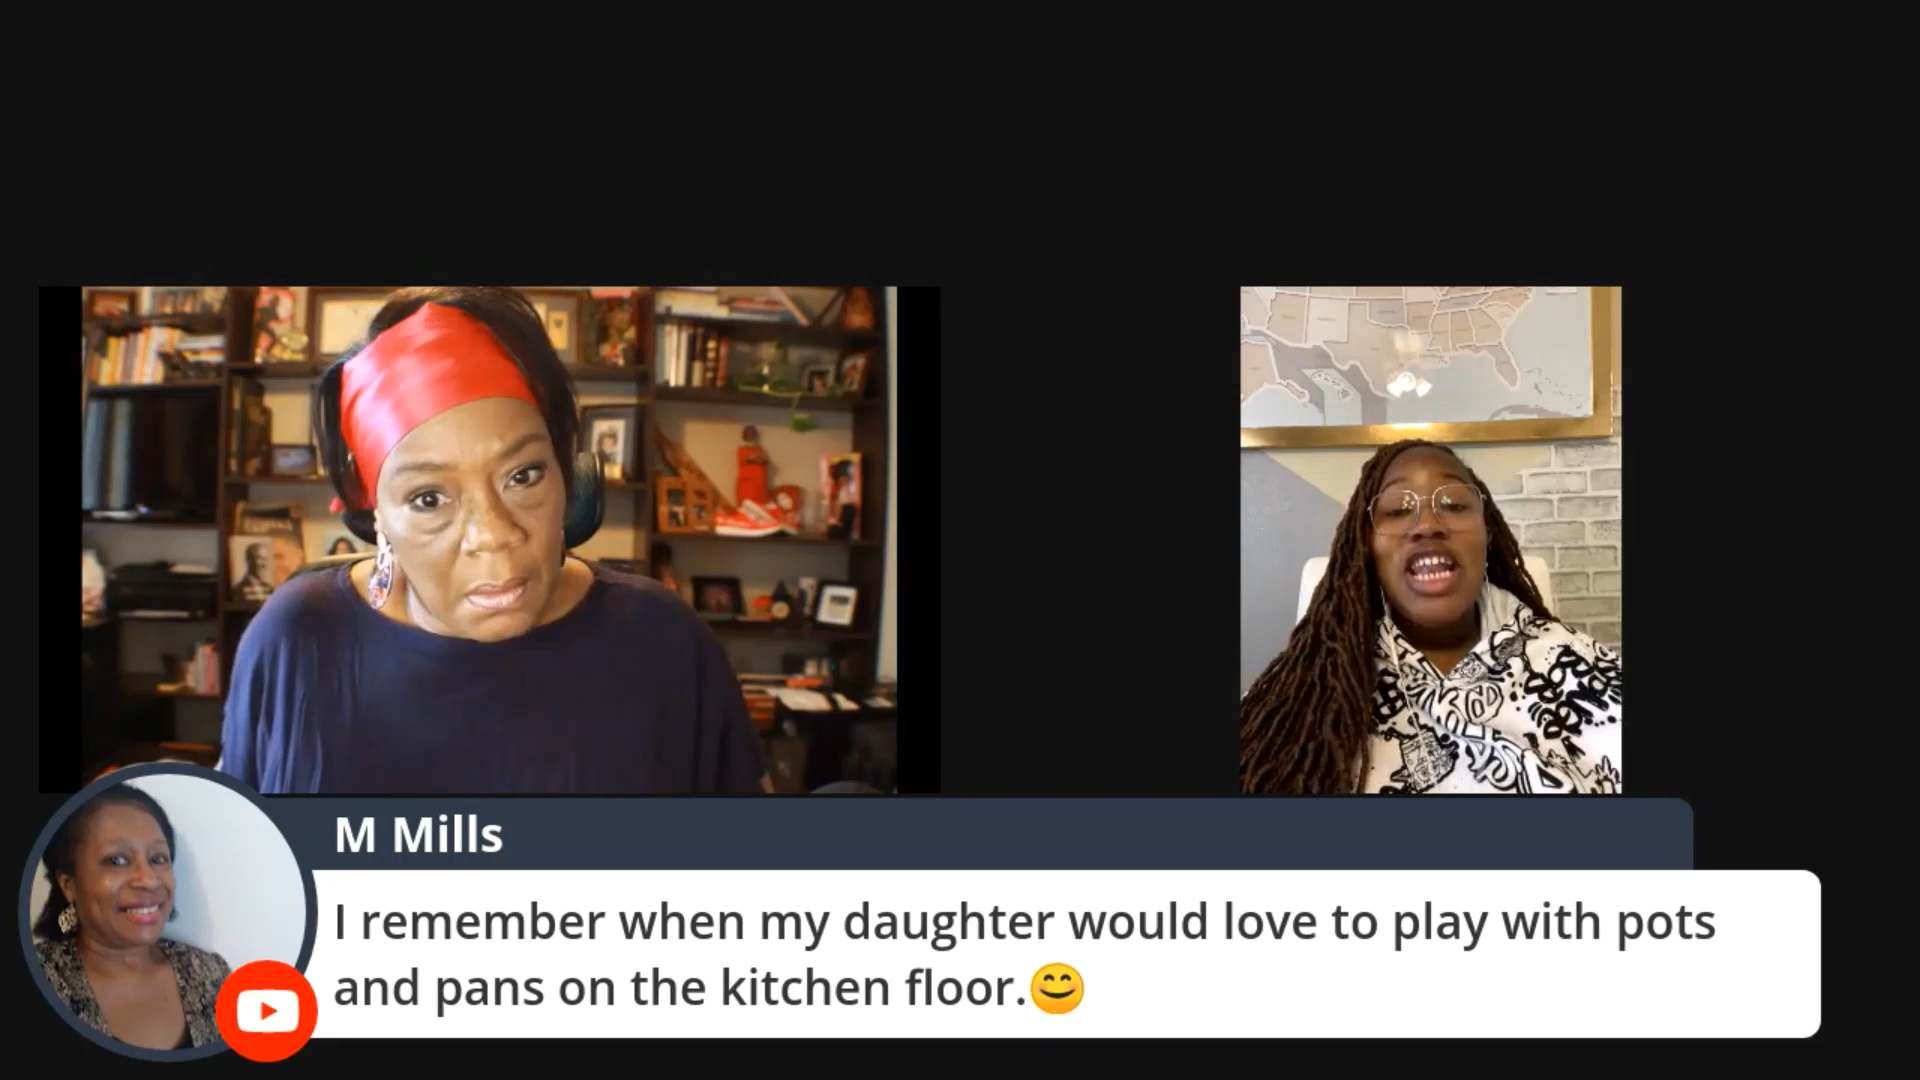 M Mills
I remember when my daughter would love to play with pots
and pans on the kitchen floor.😊